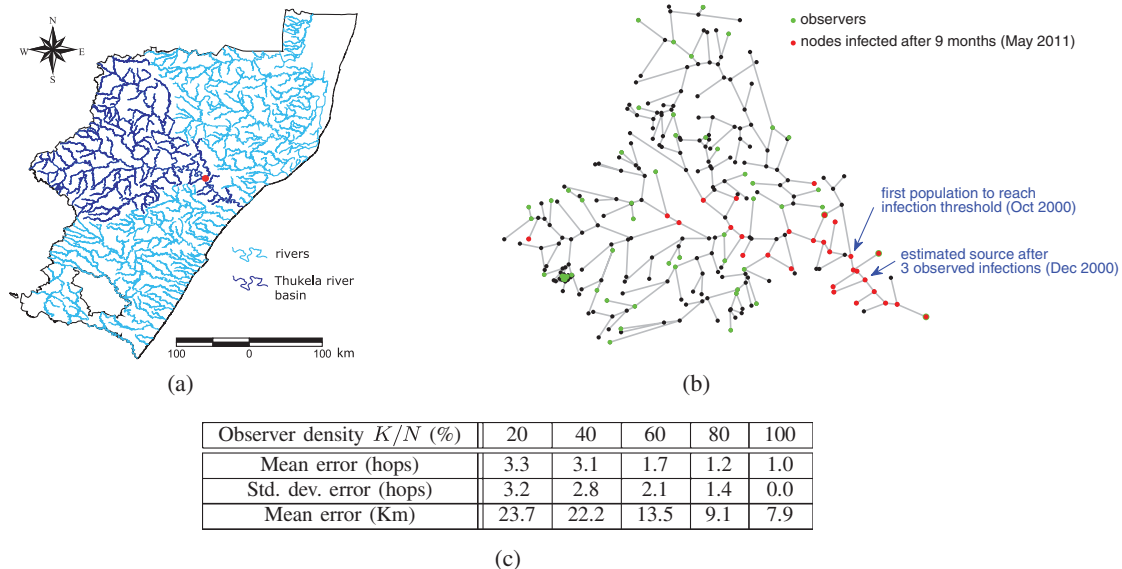 N
W E
S
rivers
Thukela river
basin
100 0 100 km
(a)
observers
nodes infected after 9 months (May 2011)
first population to reach
infection threshold (Oct 2000)
estimated source after
3 observed infections (Dec 2000)
(b)
Observer density K/N (%) 20 40 60 80 100
Mean error (hops) 3.3 3.1 1.7 1.2 1.0
Std. dev. error (hops) 3.2 2.8 2.1 1.4 0.0
Mean error (Km) 23.7 22.2 13.5 9.1 7.9
(c)